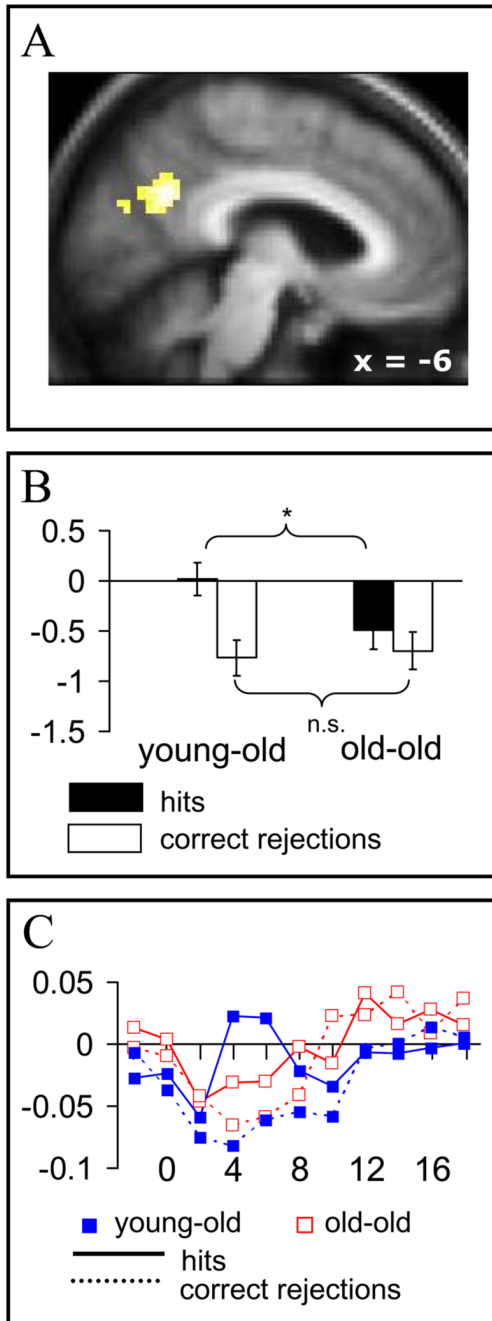 A
x = -6
B
0.5
*
0
-0.5
-1
n.s.
-1.5
young-old old-old
hits
correct rejections
C
0.05
0
-0.05
-0.1
0 4 8 12 16
young-old old-old
hits
correct rejections